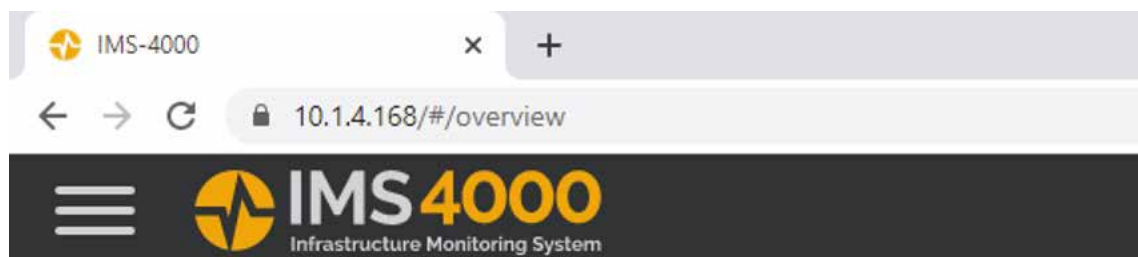 IMS-4000
10.1.4.168/#/overview
IMS4000
Infrastructure Monitoring System